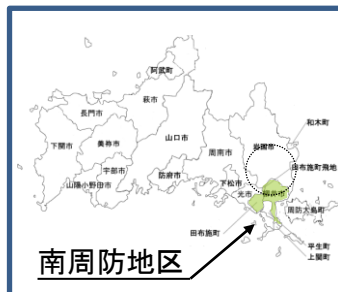 阿武町
萩市
和木町
長門市
山口市
岩国市
美祢市
周南市
田布施町飛地
下関市
宇部市
防府市
下松市
柳井市
光市
山陽小野田市
周防大島町
田布施町
平生町
上関町
南周防地区